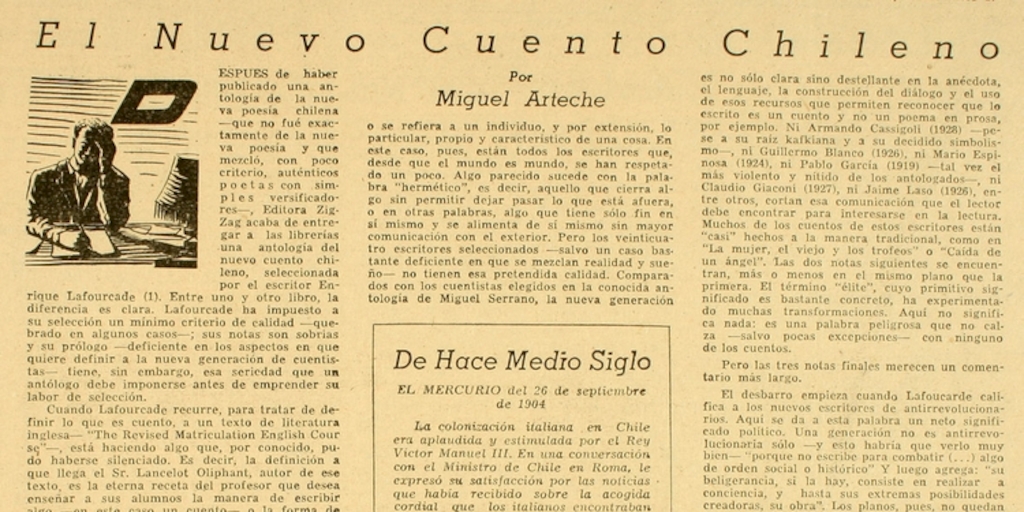 El Nuevo Cuento Chileno
DESPUES de haber
publicado una an-
tología de la nue-
va poesía chilena
—que no fué exac-
tamente de la nue-
va poesía y que
mezcló, con poco
criterio, auténticos
poetas con sim-
ples versificado-
res—, Editora Zig-
Zag acaba de entre-
gar a las librerías
una antología del
nuevo cuento chi-
leno, seleccionada
por el escritor En-
rique Lafourcade (1). Entre uno y otro libro, la
diferencia es clara. Lafourcade ha impuesto a
su selección un mínimo criterio de calidad —que-
brado en algunos casos—; sus notas son sobrias
y su prólogo —deficiente en los aspectos en que
quiere definir a la nueva generación de cuentis-
tas— tiene, sin embargo, esa seriedad que un
antólogo debe imponerse antes de emprender su
labor de selección.
Cuando Lafourcade recurre, para tratar de de-
finir lo que es cuento, a un texto de literatura
inglesa— "The Revised Matriculation English Cour
se"—, está haciendo algo que, por conocido, pu-
do haberse silenciado. Es decir, la definición a
que llega el Sr. Lancelot Oliphant, autor de ese
texto, es la eterna receta del profesor que desea
enseñar a sus alumnos la manera de escribir
algo —en este caso un cuento— o la forma de
Por
Miguel Arteche
o se refiera a un individuo, y por extensión, lo
particular, propio y característico de una cosa. En
este caso, pues, están todos los escritores que,
desde que el mundo es mundo, se han respeta-
do un poco. Algo parecido sucede con la pala-
bra "hermético", es decir, aquello que cierra al-
go sin permitir dejar pasar lo que está afuera,
o en otras palabras, algo que tiene sólo fin en
sí mismo y se alimenta de sí mismo sin mayor
comunicación con el exterior. Pero los veinticua-
tro escritores seleccionados —salvo un caso bas-
tante deficiente en que se mezclan realidad y sue-
ño— no tienen esa pretendida calidad. Compara-
dos con los cuentistas elegidos en la conocida an-
tología de Miguel Serrano, la nueva generación
De Hace Medio Siglo
EL MERCURIO del 26 de septiembre
de 1904
La colonización italiana en Chile
era aplaudida y estimulada por el Rey
Víctor Manuel III. En una conversación
con el Ministro de Chile en Roma, le
expresó su satisfacción por las noticias
que había recibido sobre la acogida
cordial que los italianos encontraban
es no sólo clara sino destellante en la anécdota,
el lenguaje, la construcción del diálogo y el uso
de esos recursos que permiten reconocer que lo
escrito es un cuento y no un poema en prosa,
por ejemplo. Ni Armando Cassigoli (1928) —pe-
se a su raíz kafkiana y a su decidido simbolis-
mo—, ni Guillermo Blanco (1926), ni Mario Espi-
nosa (1924), ni Pablo García (1919) —tal vez el
más violento y nítido de los antologados—, ni
Claudio Giaconi (1927), ni Jaime Laso (1926), en-
tre otros, cortan esa comunicación que el lector
debe encontrar para interesarse en la lectura.
Muchos de los cuentos de estos escritores están
"casi" hechos a la manera tradicional, como en
"La mujer, el viejo y los trofeos" o "Caída de
un ángel". Las dos notas siguientes se encuen-
tran, más o menos en el mismo plano que la
primera. El término "élite", cuyo primitivo sig-
nificado es bastante concreto, ha experimenta-
do muchas transformaciones. Aquí no signifi-
ca nada: es una palabra peligrosa que no cal-
za —salvo pocas excepciones— con ninguno
de los cuentos.
Pero las tres notas finales merecen un comen-
tario más largo.
El desbarro empieza cuando Lafoucarde cali-
fica a los nuevos escritores de antirrevoluciona-
rios. Aquí se da a esta palabra un neto signifi-
cado político. Una generación no es antirrevo-
lucionaria sólo —y esto habría que verlo muy
bien— "porque no escribe para combatir (...) algo
de orden social o histórico" Y luego agrega: "su
beligerancia, si la hay, consiste en realizar a
conciencia, y hasta sus extremas posibilidades
creadoras, su obra". Los planos, pues, no quedan